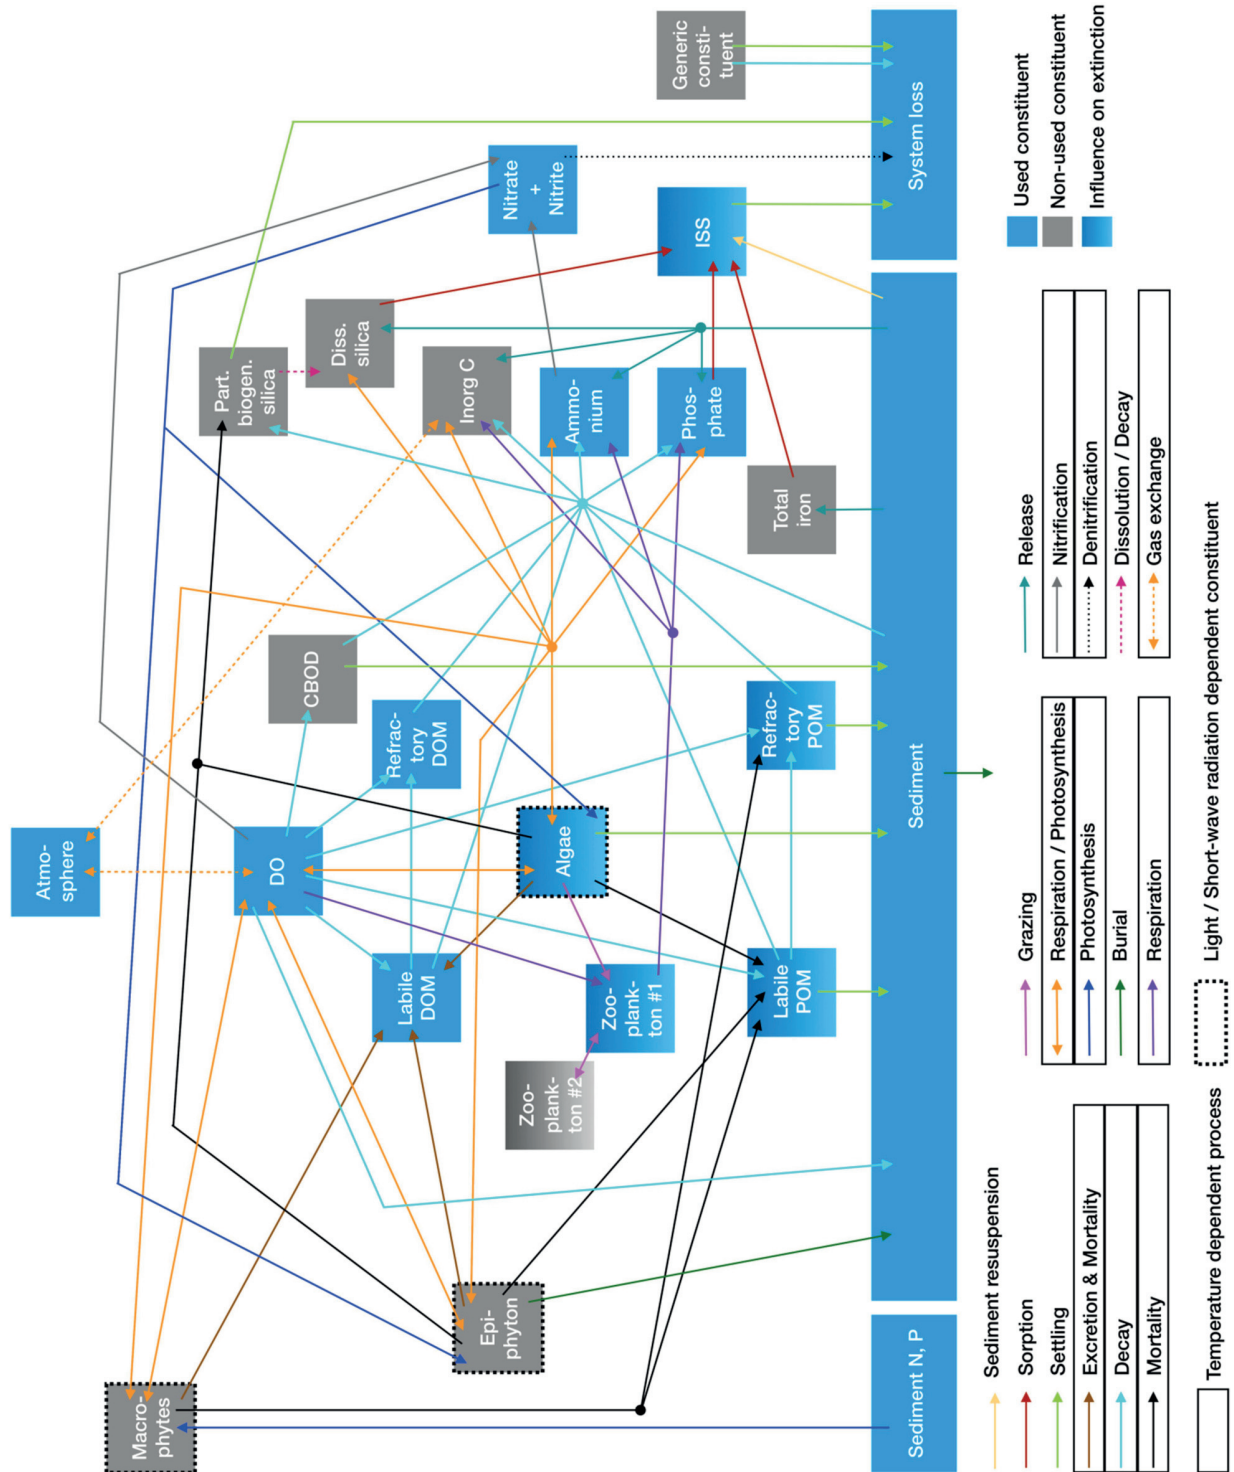 Macro-
phytes
Epi-
phyton
Atmo-
sphere
DO
CBOD
Labile
DOM
Refrac-
tory
DOM
Zoo-
plank-
ton #2
Zoo-
plank-
ton #1
Algae
Labile
POM
Refrac-
tory
POM
Part.
biogen.
silica
Diss.
silica
Inorg C
Ammo-
nium
Phos-
phate
Total
iron
Nitrate
+
Nitrite
ISS
Generic
consti-
tuent
Sediment N, P
Sediment
System loss
Sediment resuspension
Sorption
Settling
Excretion & Mortality
Decay
Mortality
Grazing
Respiration / Photosynthesis
Photosynthesis
Burial
Respiration
Release
Nitrification
Denitrification
Dissolution / Decay
Gas exchange
Used constituent
Non-used constituent
Influence on extinction
Temperature dependent process
Light / Short-wave radiation dependent constituent